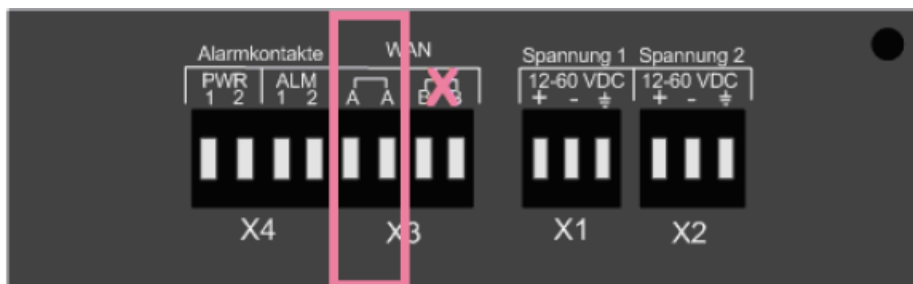 Alarmkontakte WAN Spannung 1 Spannung 2
PWR ALM 12-60 VDC 12-60 VDC
1 2 1 2 A A B B + - + -
X4 X3 X1 X2